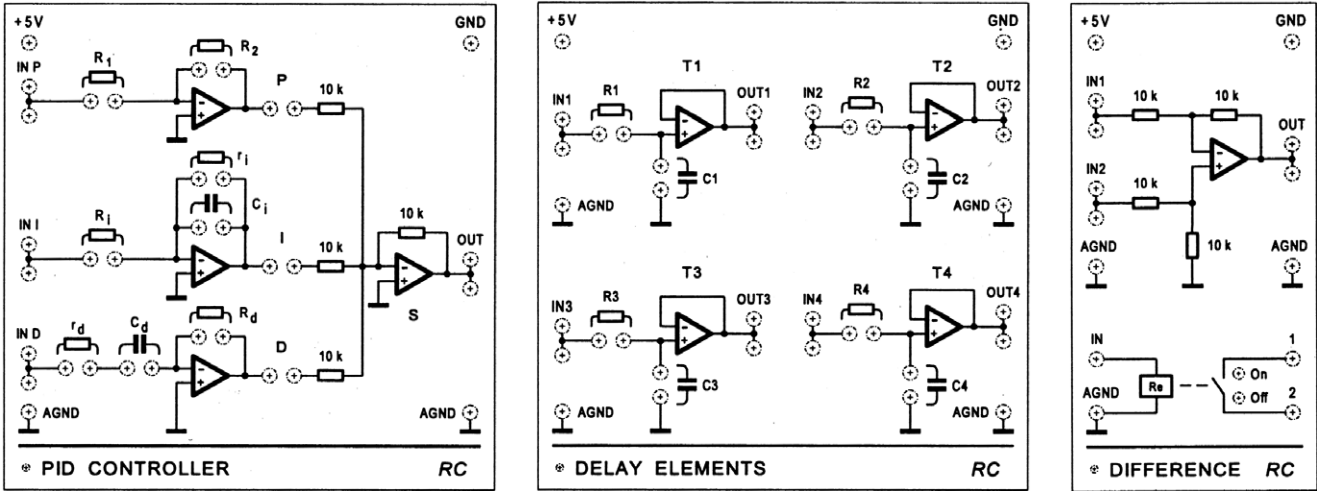 +5V GND
R2
R1
IN P P 10 k
ri
Ci
Ri
IN I I 10 k 10 k OUT
S
Rd
rd Cd
IN D D 10 k
AGND AGND
PID CONTROLLER RC
+5V GND
T1 T2
IN1 R1 OUT1 IN2 R2 OUT2
C1 C2
AGND AGND
T3 T4
IN3 R3 OUT3 IN4 R4 OUT4
C3 C4
AGND AGND
DELAY ELEMENTS RC
+5V GND
IN1 10 k 10 k
OUT
IN2 10 k
10 k
AGND AGND
IN 1
On
Re
AGND Off 2
DIFFERENCE RC